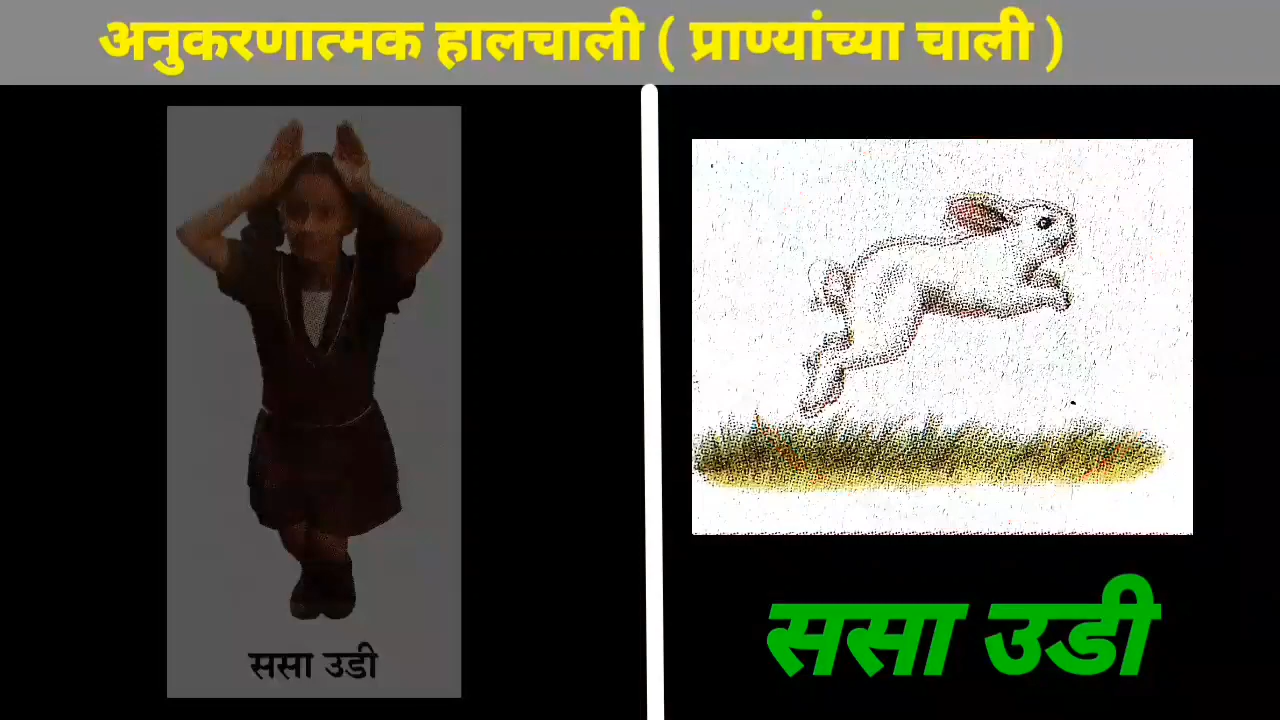 अनुकरणात्मक हालचाली ( प्राण्यांच्या चाली )
ससा उडी
ससा उडी